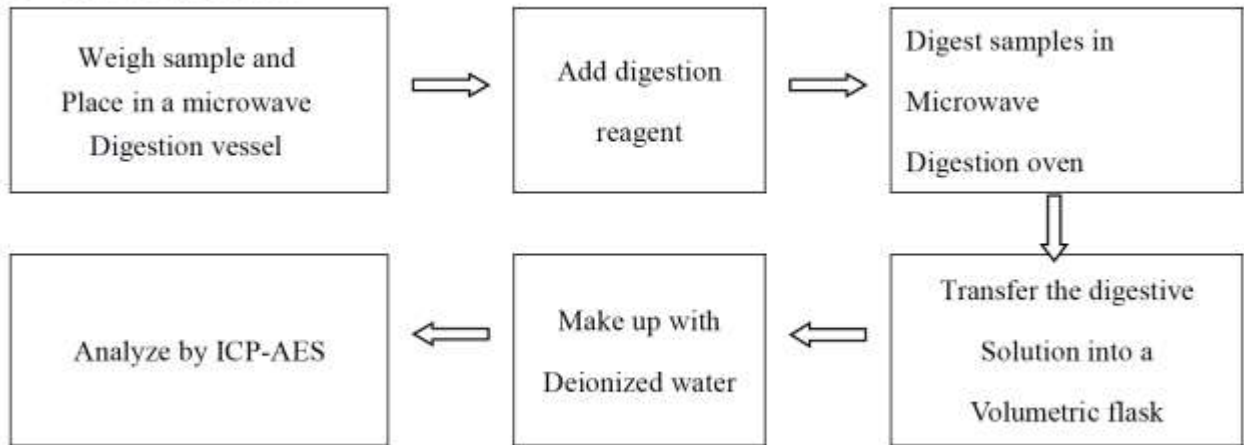 Weigh sample and
Place in a microwave
Digestion vessel
Add digestion
reagent
Digest samples in
Microwave
Digestion oven
Transfer the digestive
Solution into a
Volumetric flask
Make up with
Deionized water
Analyze by ICP-AES